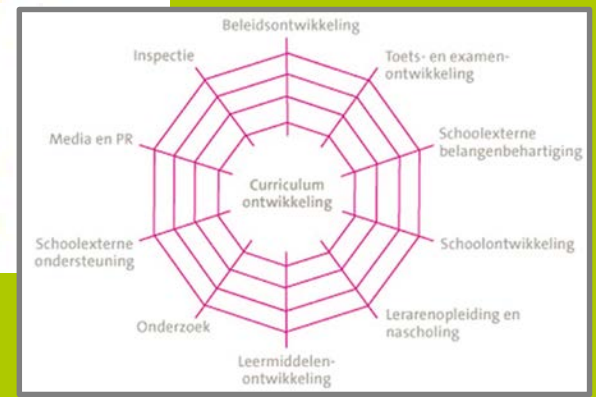 Beleidsontwikkeling
Inspectie
Toets- en examen-
ontwikkeling
Media en PR
Schoolexterne
belangenbehartiging
Curriculum
ontwikkeling
Schoolexterne
ondersteuning
Schoolontwikkeling
Onderzoek
Lerarenopleiding en
nascholing
Leermiddelen-
ontwikkeling